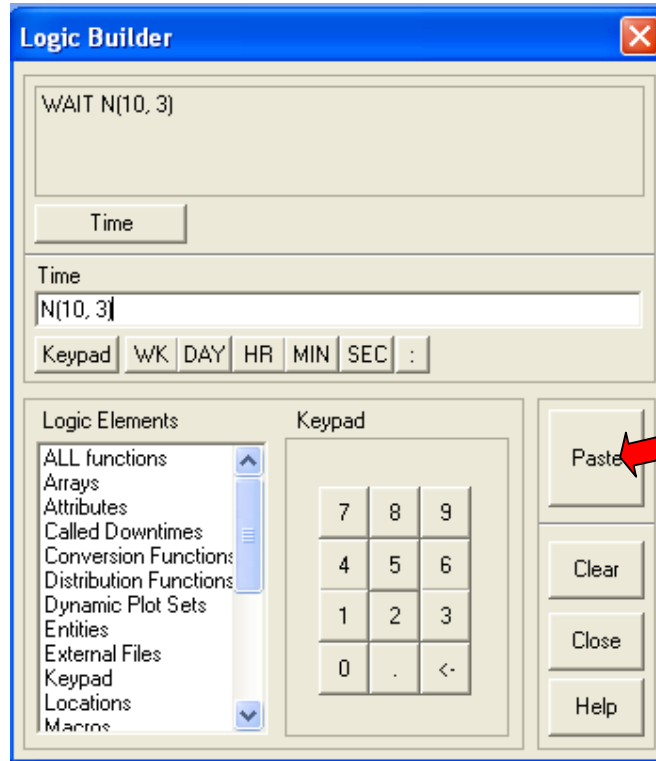 Logic Builder
WAIT N(10, 3)
Time
Time
N(10, 3)
Keypad WK DAY HR MIN SEC :
Logic Elements
ALL functions
Arrays
Attributes
Called Downtimes
Conversion Functions
Distribution Functions
Dynamic Plot Sets
Entities
External Files
Keypad
Locations
Macros
Keypad
7 8 9
4 5 6
1 2 3
0 . <-
Paste
Clear
Close
Help